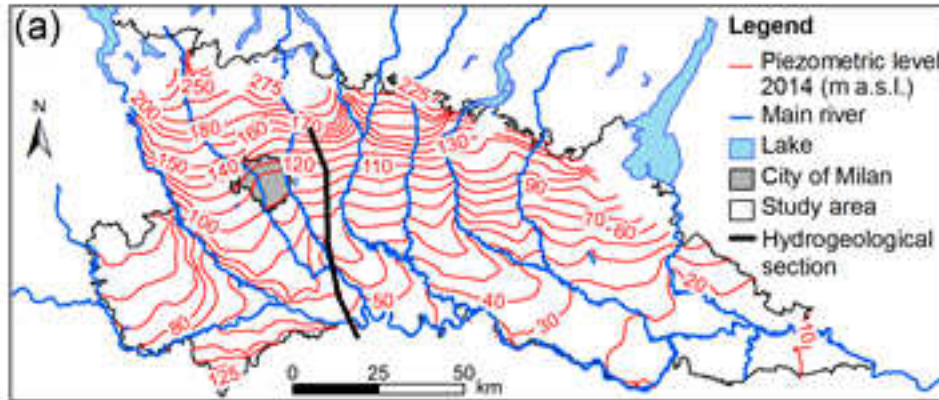 (a)
Legend
Piezometric level
2014 (m a.s.l.)
Main river
Lake
City of Milan
Study area
Hydrogeological
section
N
250
275
225
200
180
160
170
130
150
140
120
110
90
100
70
60
20
50
40
80
30
10
125
0
25
50
km